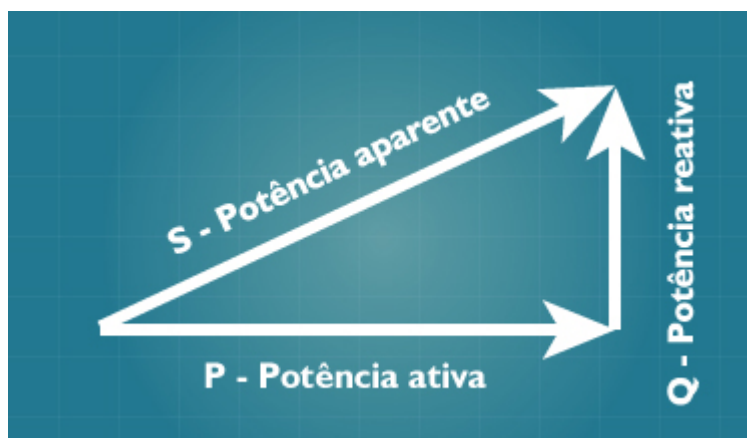 S - Potência aparente
P - Potência ativa
Q - Potência reativa